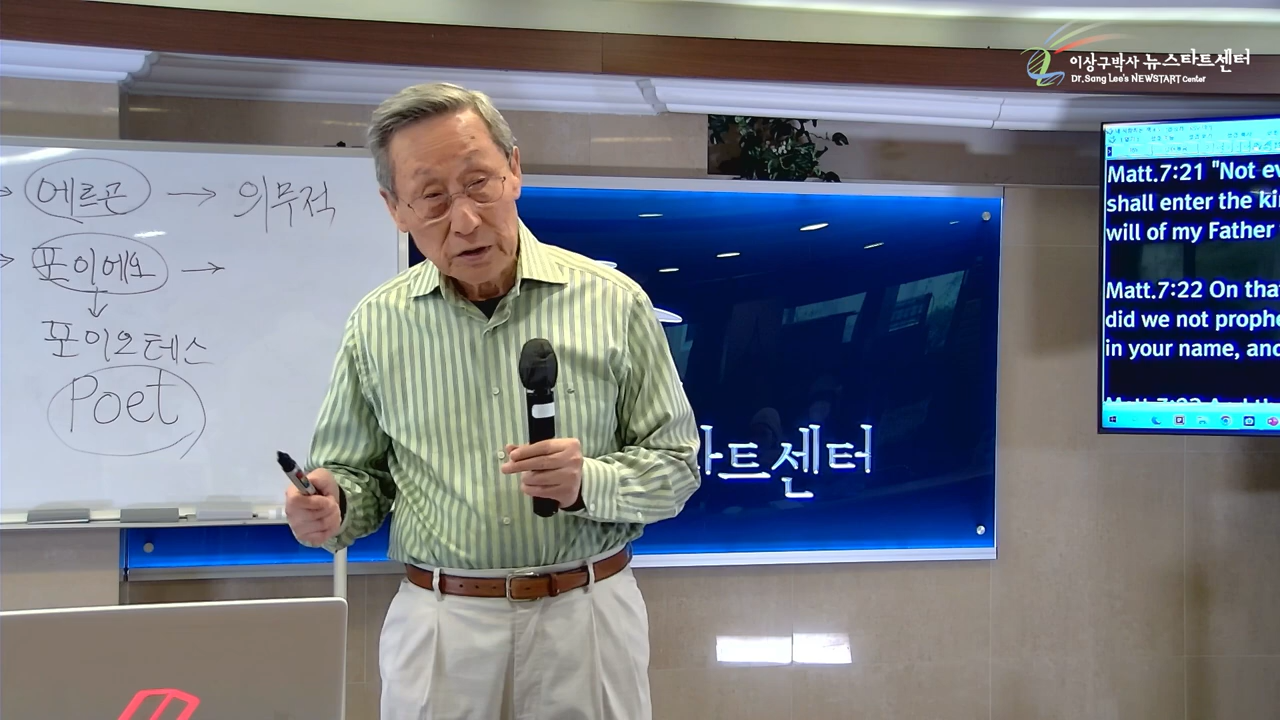 이상구박사 뉴스타트센터
Dr.Sang Lee's NEWSTART Center
에르곤 → 의무적
포이에오 →
포이오테스
Poet
타트센터
Matt.7:21 "Not ev
shall enter the ki
will of my Father
Matt.7:22 On tha
did we not prophe
in your name, and